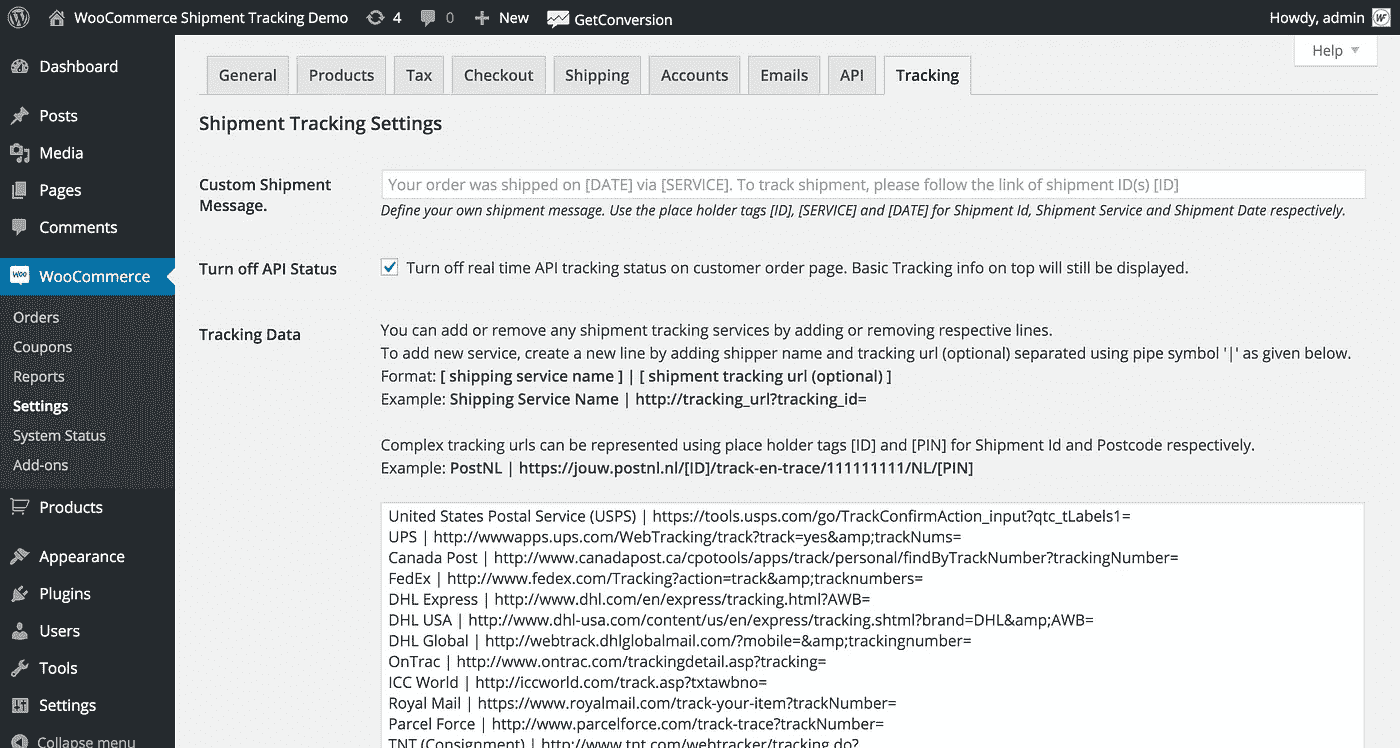 WooCommerce Shipment Tracking Demo 4 0 New GetConversion Howdy, admin
Help
Dashboard
Posts
Media
Pages
Comments
WooCommerce
Orders
Coupons
Reports
Settings
System Status
Add-ons
Products
Appearance
Plugins
Users
Tools
Settings
Collapse menu
General Products Tax Checkout Shipping Accounts Emails API Tracking
Shipment Tracking Settings
Custom Shipment
Message.
Your order was shipped on [DATE] via [SERVICE]. To track shipment, please follow the link of shipment ID(s) [ID]
Define your own shipment message. Use the place holder tags [ID], [SERVICE] and [DATE] for Shipment Id, Shipment Service and Shipment Date respectively.
Turn off API Status
Turn off real time API tracking status on customer order page. Basic Tracking info on top will still be displayed.
Tracking Data
You can add or remove any shipment tracking services by adding or removing respective lines.
To add new service, create a new line by adding shipper name and tracking url (optional) separated using pipe symbol '|' as given below.
Format: [ shipping service name ] | [ shipment tracking url (optional) ]
Example: Shipping Service Name | http://tracking_url?tracking_id=
Complex tracking urls can be represented using place holder tags [ID] and [PIN] for Shipment Id and Postcode respectively.
Example: PostNL | https://jouw.postnl.nl/[ID]/track-en-trace/111111111/NL/[PIN]
United States Postal Service (USPS) | https://tools.usps.com/go/TrackConfirmAction_input?qtc_tLabels1=
UPS | http://wwwapps.ups.com/WebTracking/track?track=yes&amp;trackNums=
Canada Post | http://www.canadapost.ca/cpotools/apps/track/personal/findByTrackNumber?trackingNumber=
FedEx | http://www.fedex.com/Tracking?action=track&amp;tracknumbers=
DHL Express | http://www.dhl.com/en/express/tracking.html?AWB=
DHL USA | http://www.dhl-usa.com/content/us/en/express/tracking.shtml?brand=DHL&amp;AWB=
DHL Global | http://webtrack.dhlglobalmail.com/?mobile=&amp;trackingnumber=
OnTrac | http://www.ontrac.com/trackingdetail.asp?tracking=
ICC World | http://iccworld.com/track.asp?txtawbno=
Royal Mail | https://www.royalmail.com/track-your-item?trackNumber=
Parcel Force | http://www.parcelforce.com/track-trace?trackNumber=
TNT (Consignment) | http://www.tnt.com/webtracker/tracking.do?